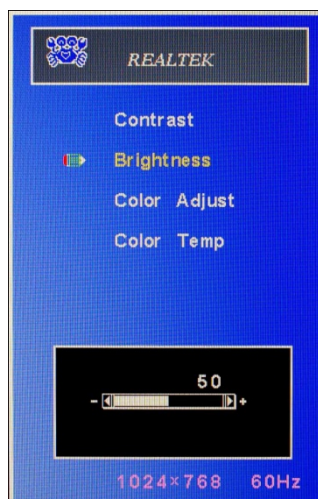 REALTEK
Contrast
Brightness
Color Adjust
Color Temp
50
- +
1024×768 60Hz